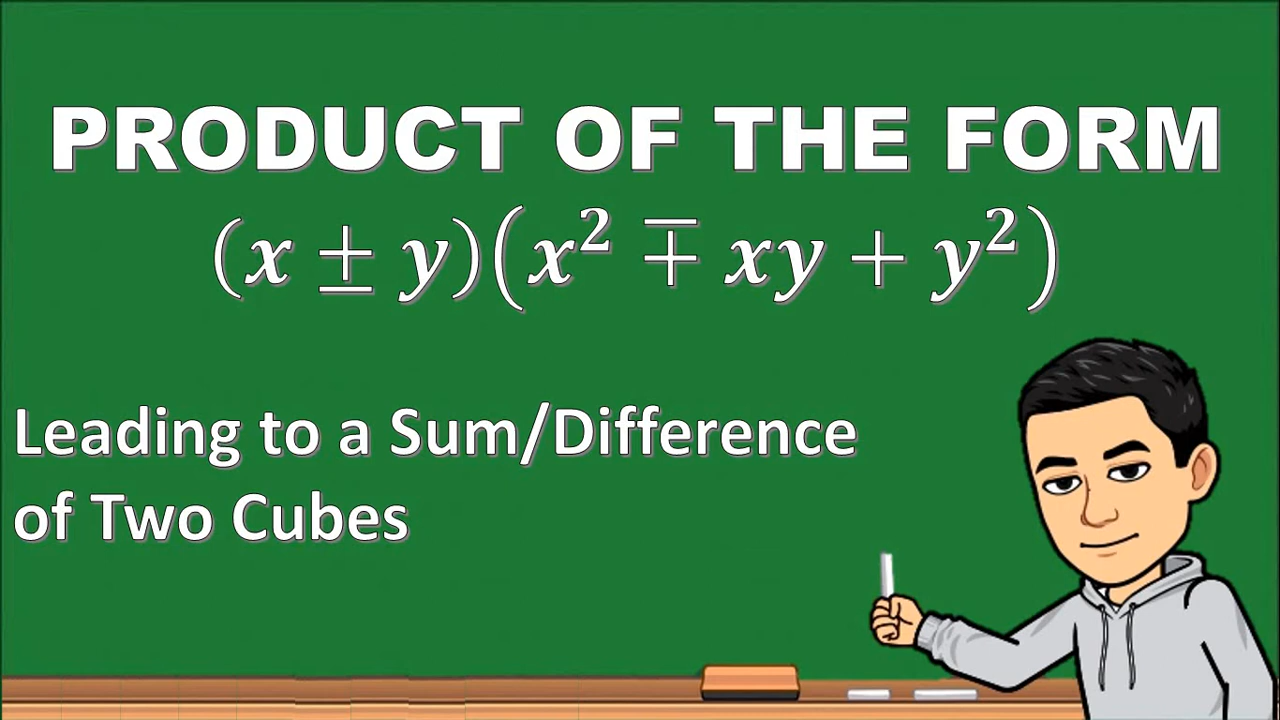 PRODUCT OF THE FORM
(x ± y)(x² ∓ xy + y²)
Leading to a Sum/Difference
of Two Cubes